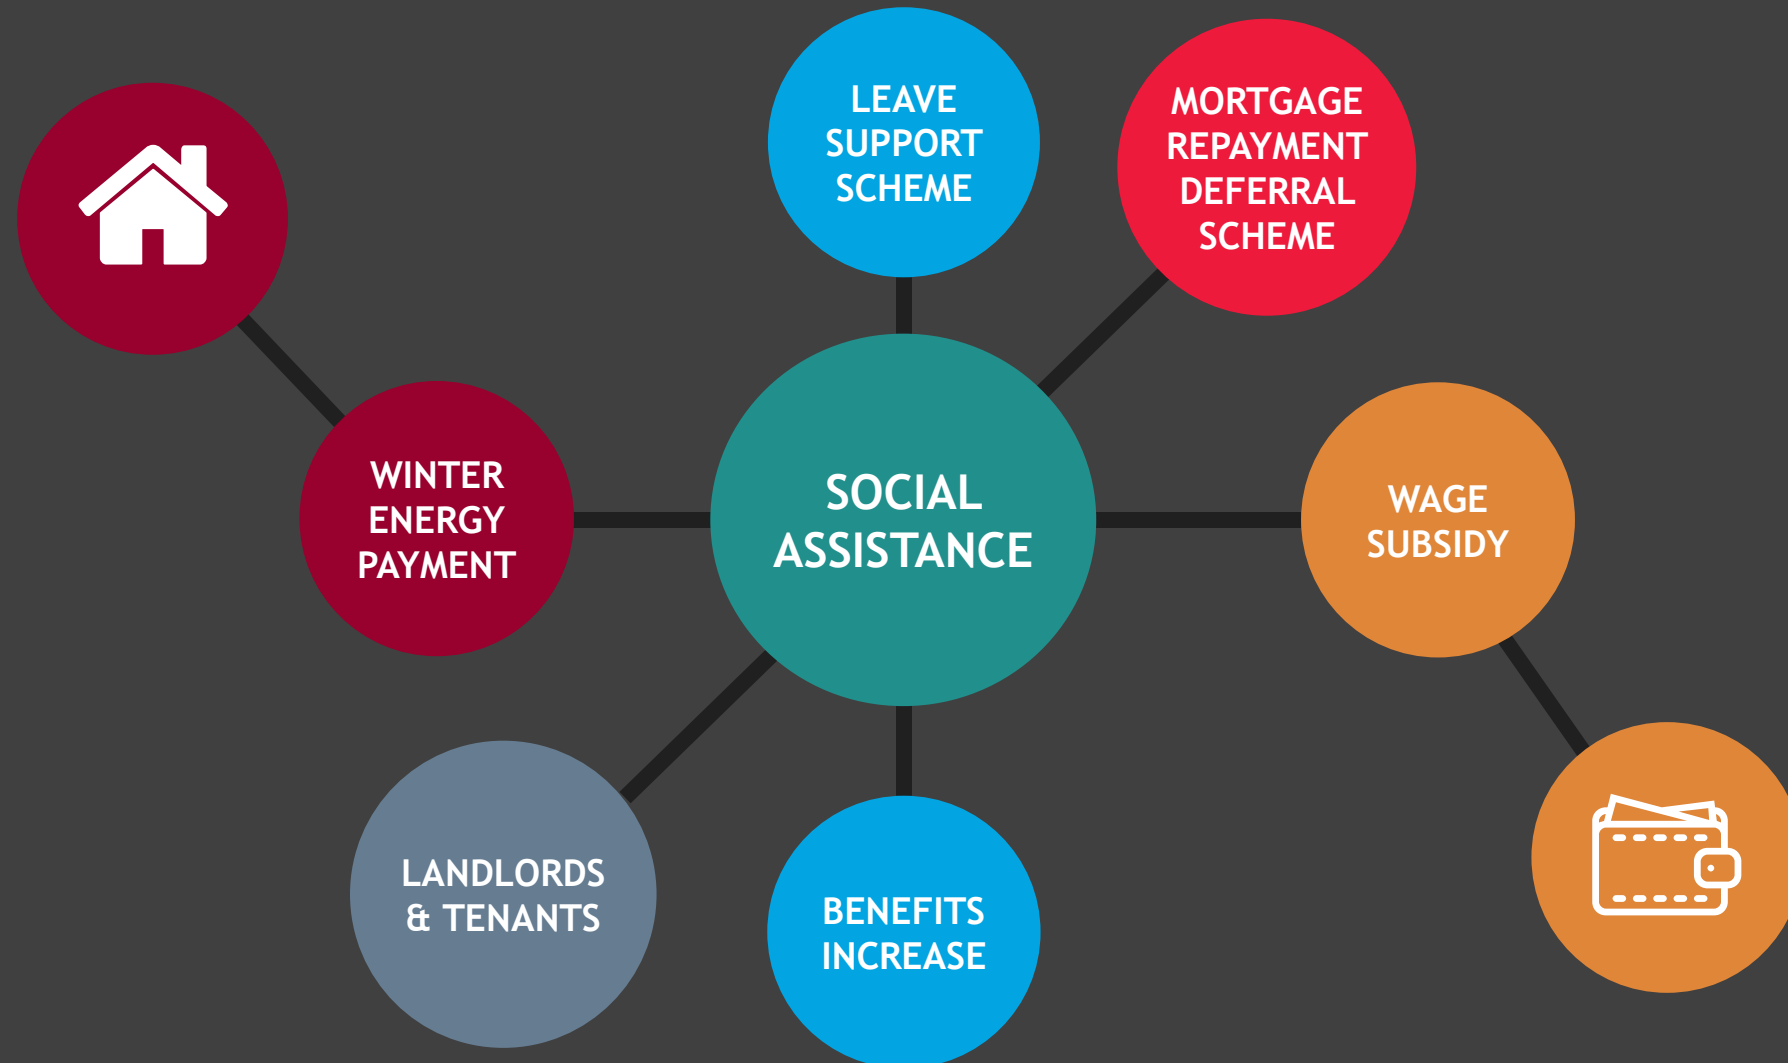 LEAVE
SUPPORT
SCHEME
MORTGAGE
REPAYMENT
DEFERRAL
SCHEME
WINTER
ENERGY
PAYMENT
SOCIAL
ASSISTANCE
WAGE
SUBSIDY
LANDLORDS
& TENANTS
BENEFITS
INCREASE